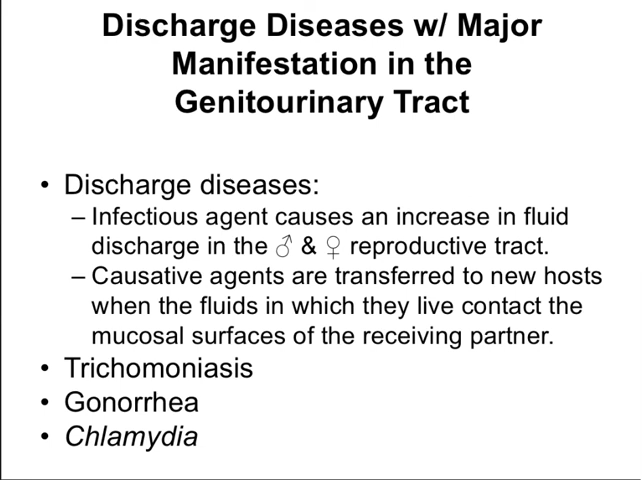 Discharge Diseases w/ Major
Manifestation in the
Genitourinary Tract
• Discharge diseases:
– Infectious agent causes an increase in fluid
discharge in the ♂ & ♀ reproductive tract.
– Causative agents are transferred to new hosts
when the fluids in which they live contact the
mucosal surfaces of the receiving partner.
• Trichomoniasis
• Gonorrhea
• Chlamydia